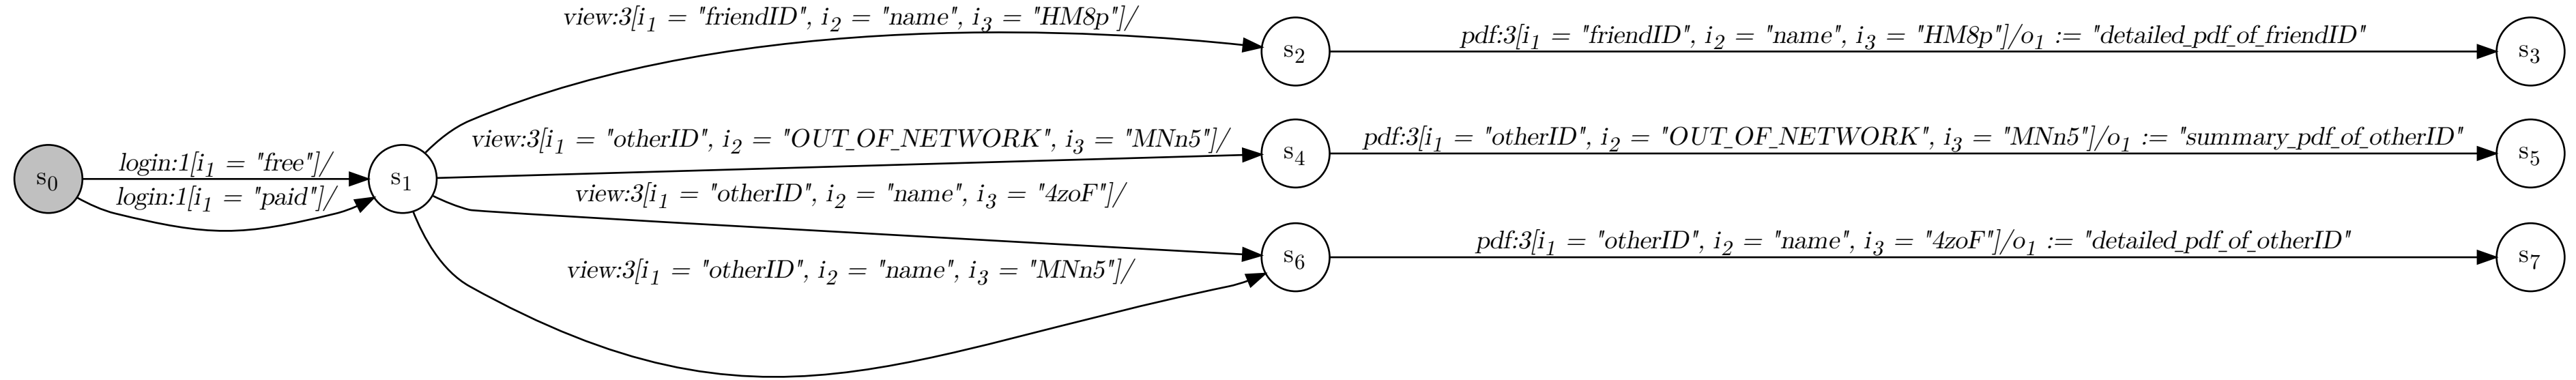 view:3[i1 = "friendID", i2 = "name", i3 = "HM8p"]/
s2
pdf:3[i1 = "friendID", i2 = "name", i3 = "HM8p"]/o1 := "detailed_pdf_of_friendID"
s3
s0
login:1[i1 = "free"]/
login:1[i1 = "paid"]/
s1
view:3[i1 = "otherID", i2 = "OUT_OF_NETWORK", i3 = "MNn5"]/
s4
pdf:3[i1 = "otherID", i2 = "OUT_OF_NETWORK", i3 = "MNn5"]/o1 := "summary_pdf_of_otherID"
s5
view:3[i1 = "otherID", i2 = "name", i3 = "4zoF"]/
view:3[i1 = "otherID", i2 = "name", i3 = "MNn5"]/
s6
pdf:3[i1 = "otherID", i2 = "name", i3 = "4zoF"]/o1 := "detailed_pdf_of_otherID"
s7